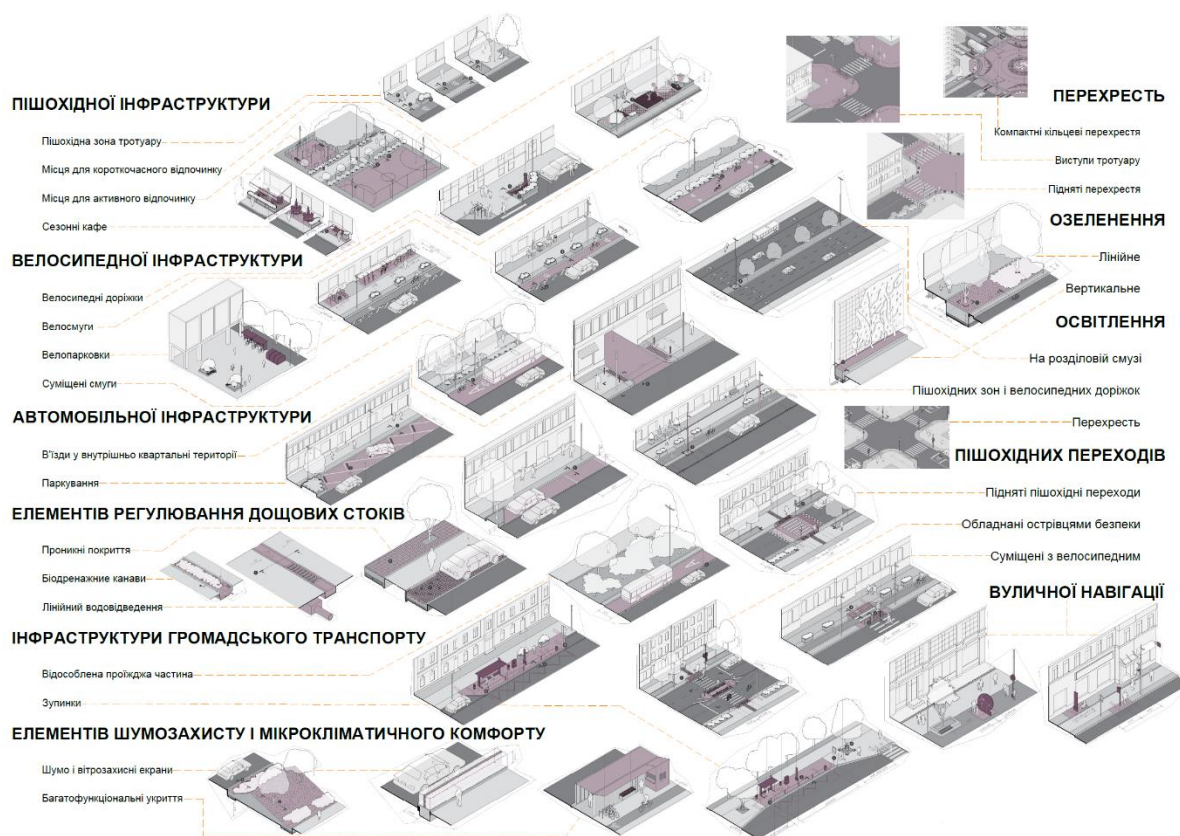 ПІШОХІДНОЇ ІНФРАСТРУКТУРИ
Пішохідна зона тротуару
Місця для короткочасного відпочинку
Місця для активного відпочинку
Сезонні кафе
ВЕЛОСИПЕДНОЇ ІНФРАСТРУКТУРИ
Велосипедні доріжки
Велосмуги
Велопарковки
Суміщені смуги
АВТОМОБІЛЬНОЇ ІНФРАСТРУКТУРИ
В'їзди у внутрішньо квартальні території
Паркування
ЕЛЕМЕНТІВ РЕГУЛЮВАННЯ ДОЩОВИХ СТОКІВ
Проникні покриття
Біодренажне канави
Лінійний водовідведення
ІНФРАСТРУКТУРИ ГРОМАДСЬКОГО ТРАНСПОРТУ
Відособлена проїжджа частина
Зупинки
ЕЛЕМЕНТІВ ШУМОЗАХИСТУ І МІКРОКЛІМАТИЧНОГО КОМФОРТУ
Шумо і вітрозахисні екрани
Багатофункціональні укриття
ПЕРЕХРЕСТЬ
Компактні кільцеві перехрестя
Виступи тротуару
Підняті перехрестя
ОЗЕЛЕНЕННЯ
Лінійне
Вертикальне
ОСВІТЛЕННЯ
На розділовій смузі
Пішохідних зон і велосипедних доріжок
Перехресть
ПІШОХІДНИХ ПЕРЕХОДІВ
Підняті пішохідні переходи
Обладнані острівцями безпеки
Суміщені з велосипедним
ВУЛИЧНОЇ НАВІГАЦІЇ